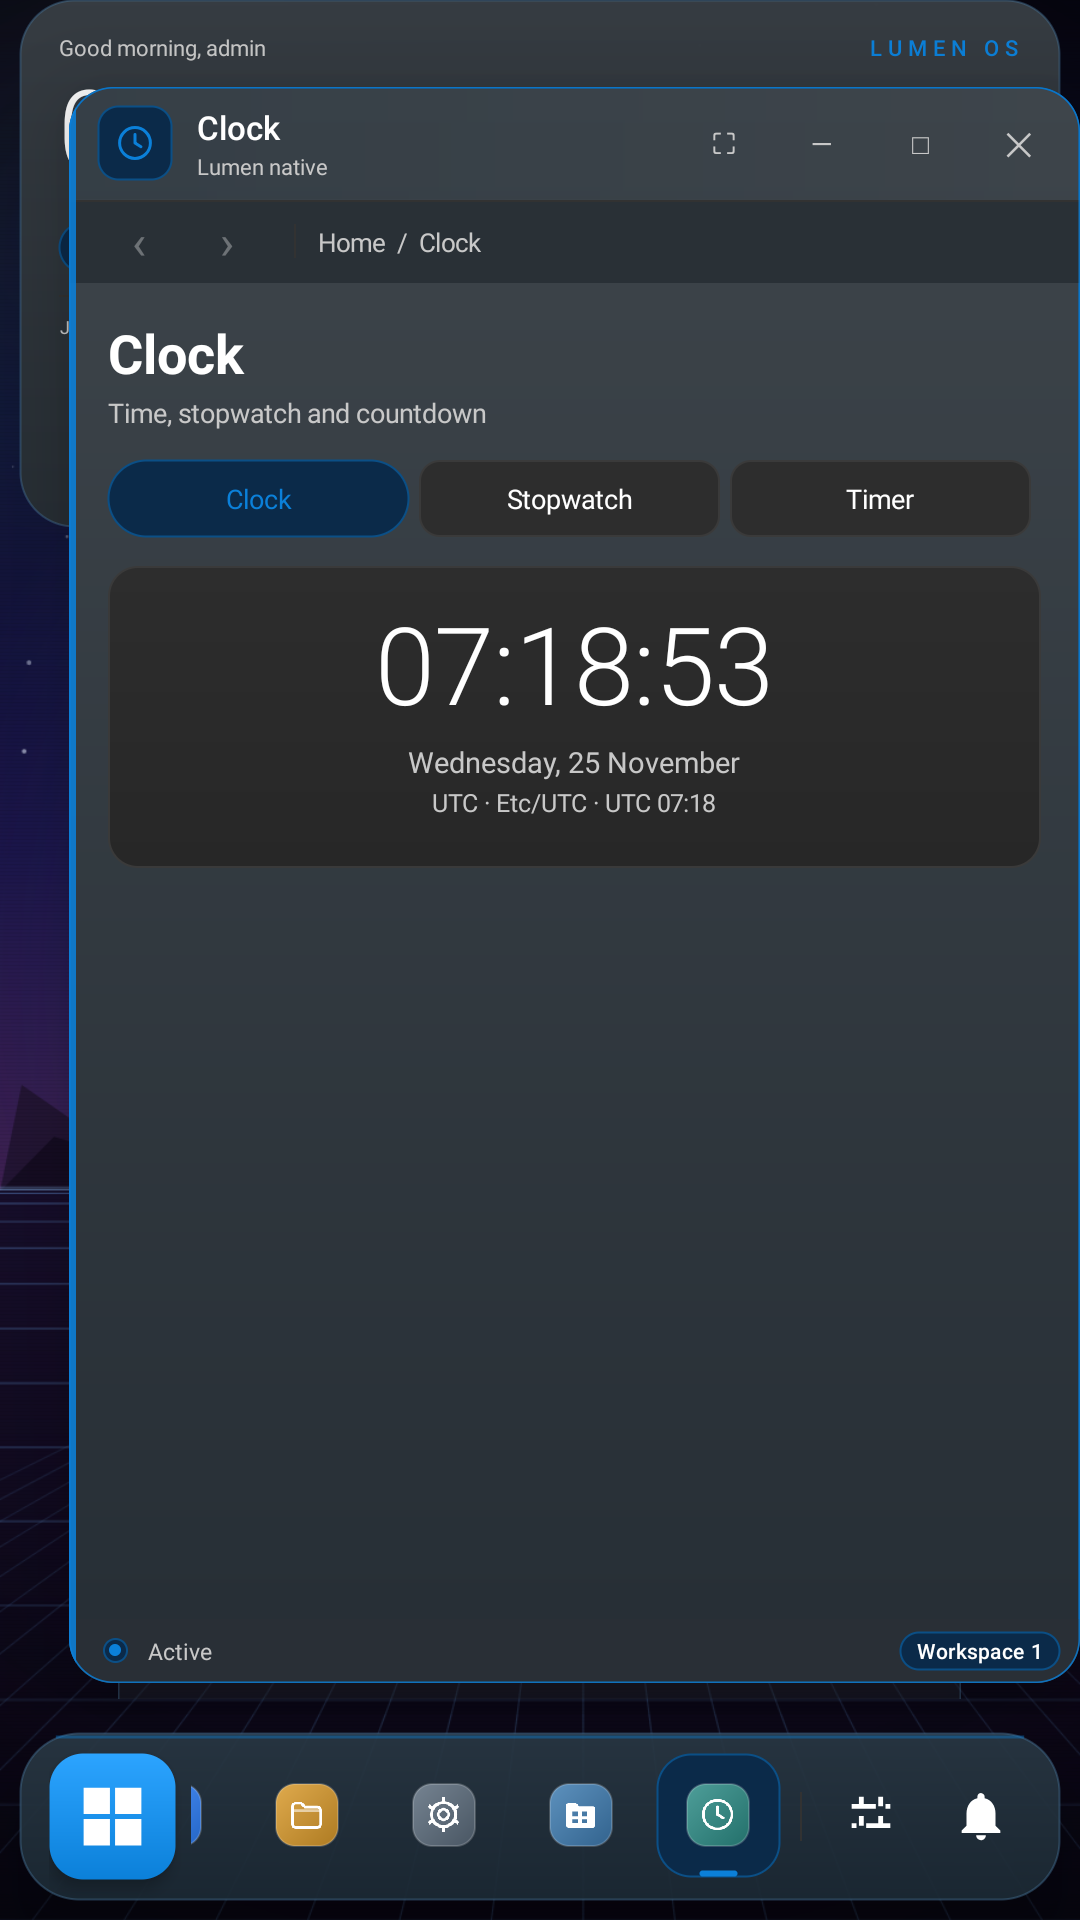 Good morning, admin
LUMEN OS
Clock
Lumen native
Home / Clock
Clock
Time, stopwatch and countdown
Clock
Stopwatch
Timer
07:18:53
Wednesday, 25 November
UTC · Etc/UTC · UTC 07:18
Active
Workspace 1